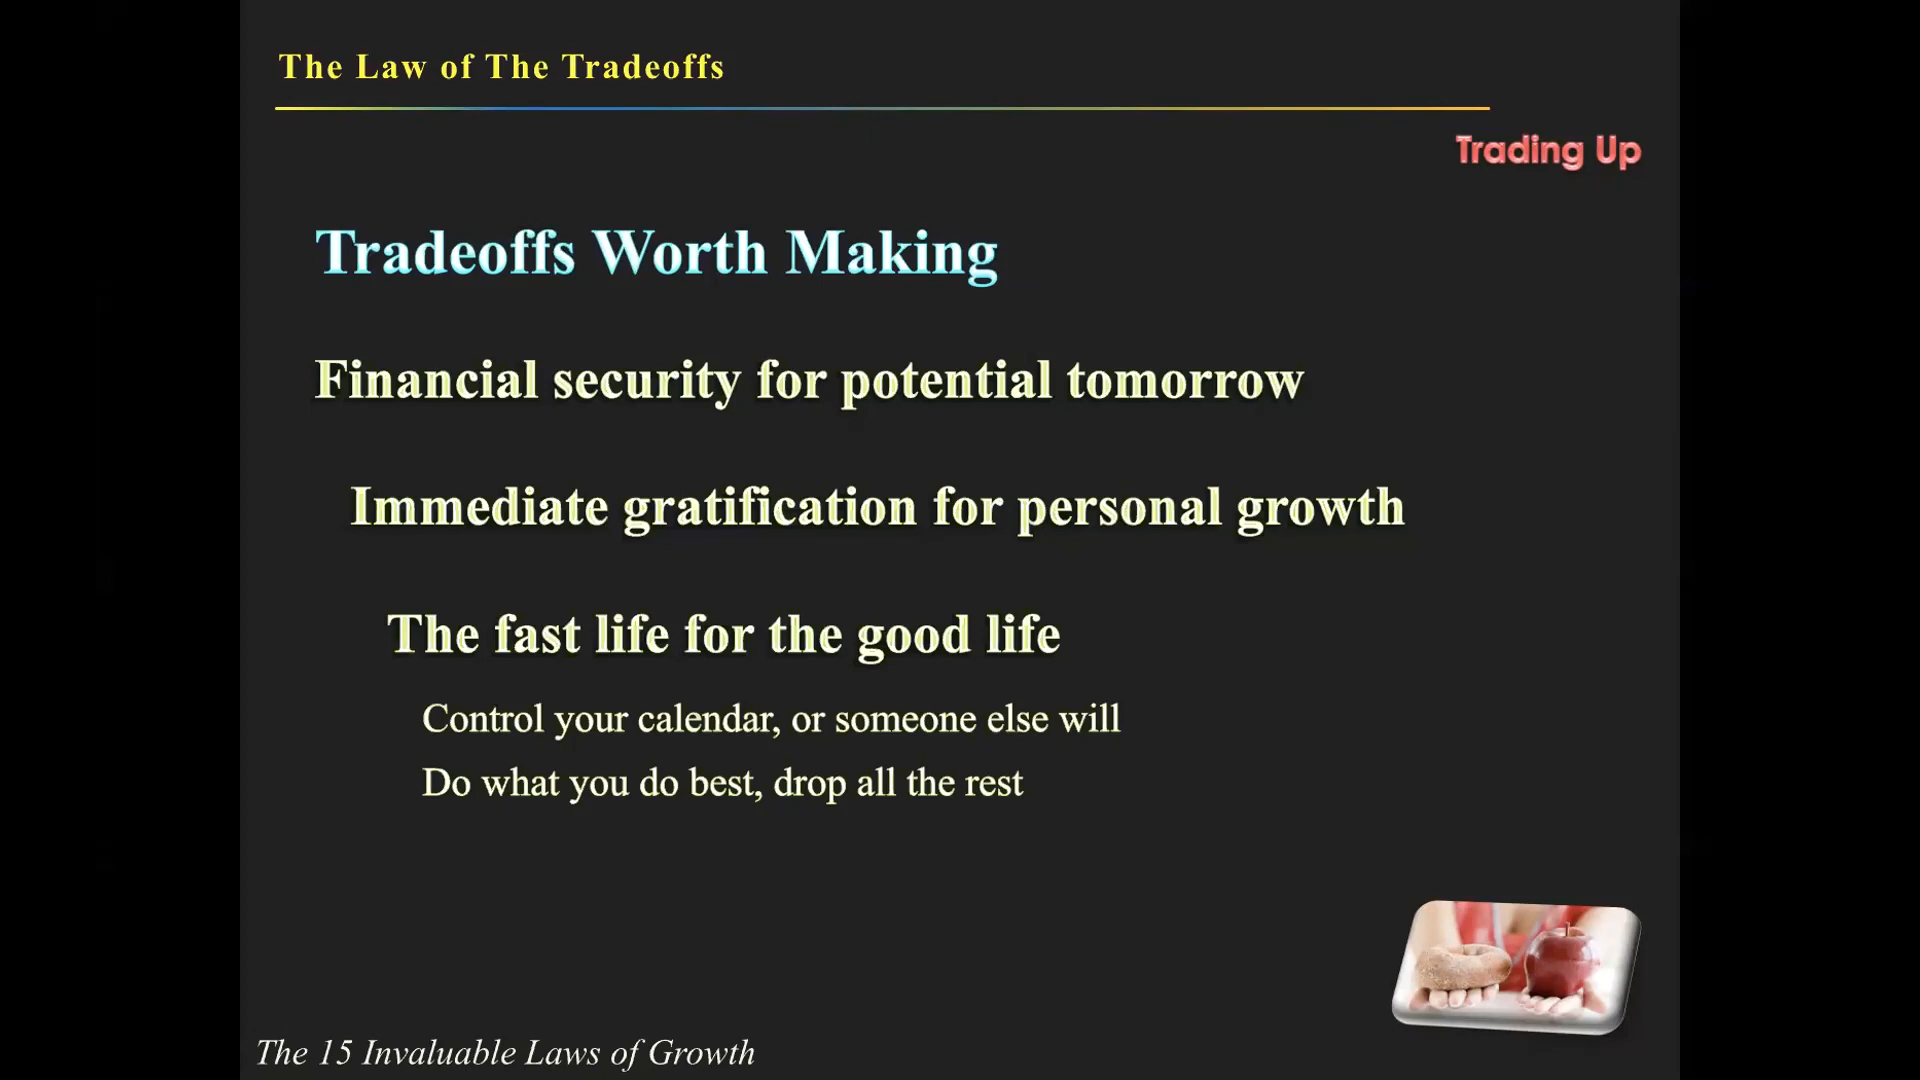 The Law of The Tradeoffs
Trading Up
Tradeoffs Worth Making
Financial security for potential tomorrow
Immediate gratification for personal growth
The fast life for the good life
Control your calendar, or someone else will
Do what you do best, drop all the rest
The 15 Invaluable Laws of Growth